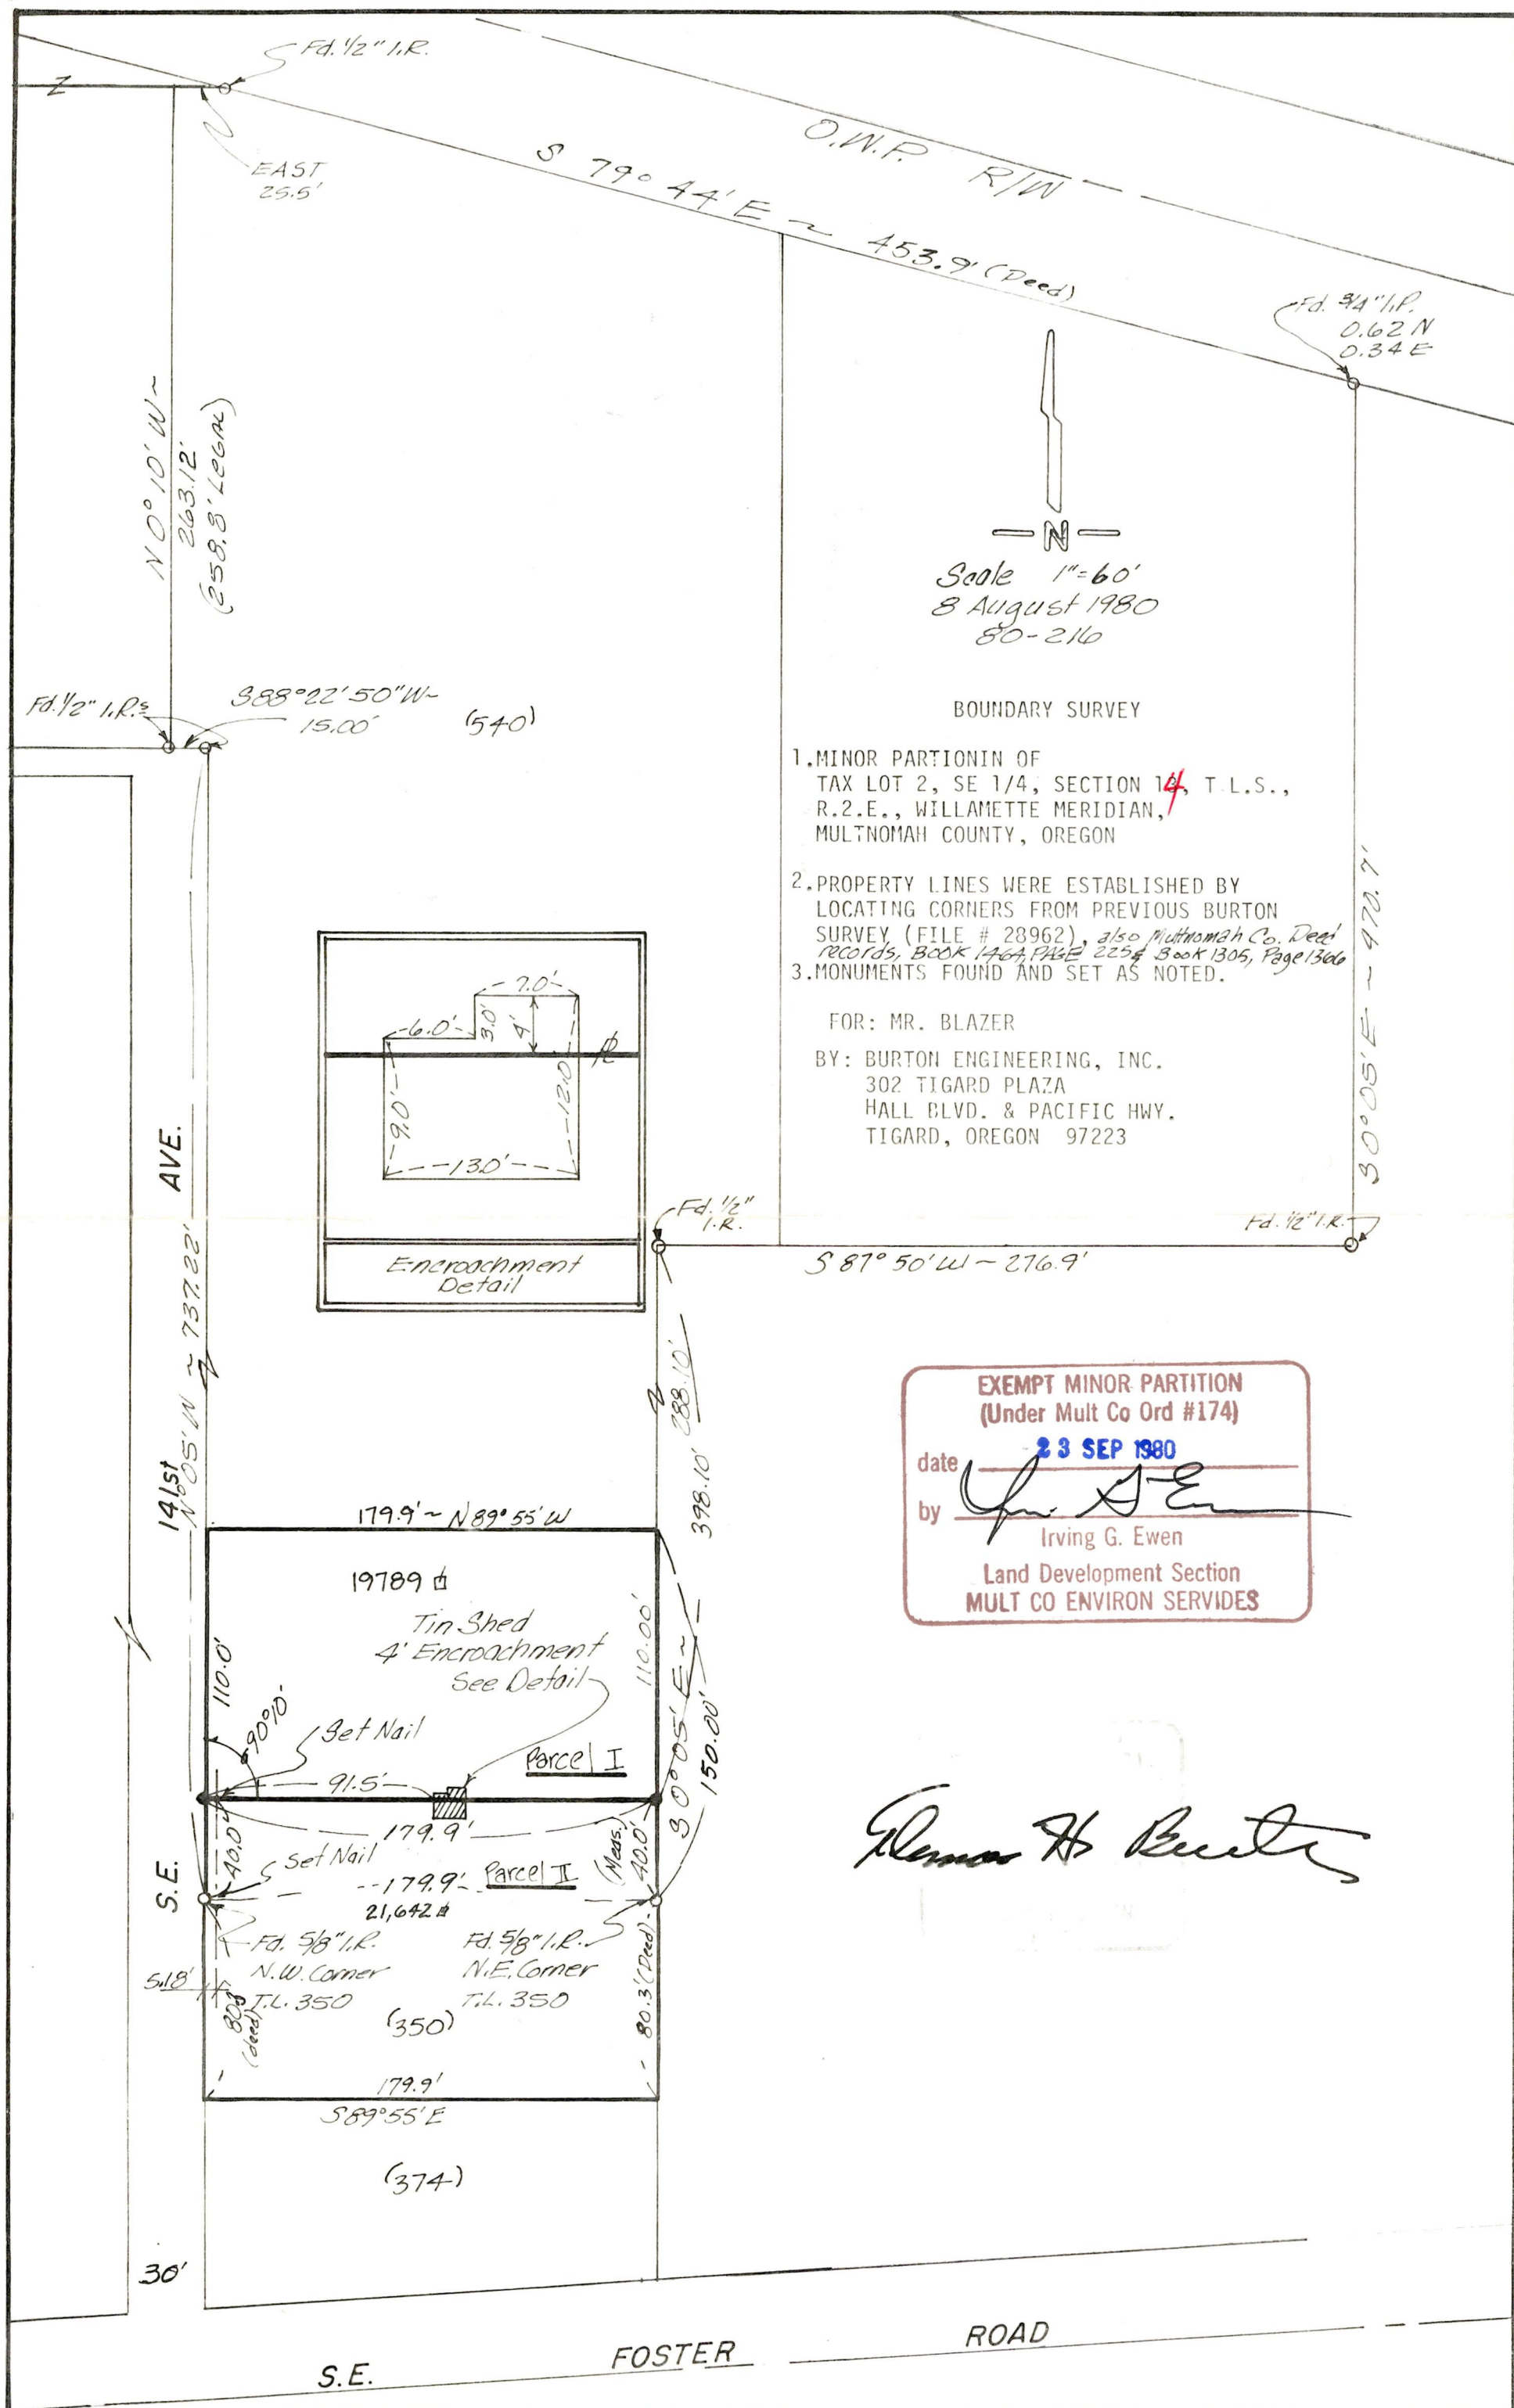 Fd. 1/2" I.R.
EAST
25.5'
O.W.P. R/W
S 79° 44' E ~ 453.9' (Deed)
Fd. 3/4" I.P.
0.62 N
0.34 E
N 0° 10' W ~
263.12'
(258.8' LEGAL)
N
Scale 1"=60'
8 August 1980
80-216
Fd. 1/2" I.R.s
S88°22'50"W~
15.00'
(540)
BOUNDARY SURVEY
1. MINOR PARTIONIN OF
TAX LOT 2, SE 1/4, SECTION 14, T.L.S.,
R.2.E., WILLAMETTE MERIDIAN,
MULTNOMAH COUNTY, OREGON
2. PROPERTY LINES WERE ESTABLISHED BY
LOCATING CORNERS FROM PREVIOUS BURTON
SURVEY (FILE # 28962), also Multnomah Co. Deed
records, BOOK 1464, PAGE 225 & Book 1305, Page 1366
3. MONUMENTS FOUND AND SET AS NOTED.
FOR: MR. BLAZER
BY: BURTON ENGINEERING, INC.
302 TIGARD PLAZA
HALL BLVD. & PACIFIC HWY.
TIGARD, OREGON 97223
S 0° 05' E ~ 970.7'
7.0'
6.0'
3.0'
4'
PL
9.0'
12.0'
13.0'
Encroachment
Detail
Fd. 1/2"
I.R.
Fd. 1/2" I.R.
S 87° 50' W ~ 276.9'
S.E. 141st AVE.
N°05'W ~ 737.22'
288.10'
398.10'
EXEMPT MINOR PARTITION
(Under Mult Co Ord #174)
date 23 SEP 1980
by
Irving G. Ewen
Land Development Section
MULT CO ENVIRON SERVIDES
179.9' ~ N 89° 55' W
19789
Tin Shed
4' Encroachment
See Detail
110.0'
110.00'
90°10'
S 0° 05' E ~
150.00'
Set Nail
Parcel I
91.5'
179.9'
40.0'
Set Nail
179.9'
Parcel II
(Meas.)
40.0'
21,642
Fd. 5/8" I.R.
N.W. Corner
T.L. 350
Fd. 5/8" I.R.
N.E. Corner
T.L. 350
5.18'
80.3'
(deed)
(350)
80.3' (Deed)
179.9'
S 89° 55' E
(374)
30'
S.E. FOSTER ROAD